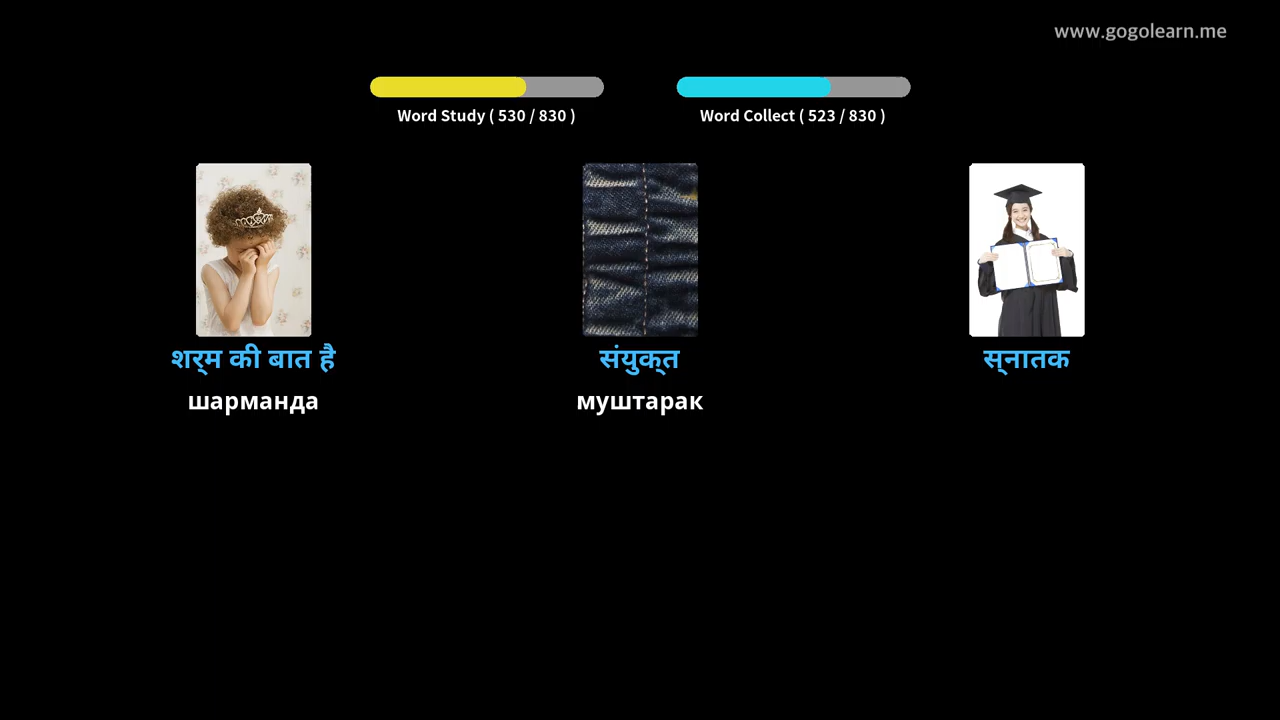 www.gogolearn.me
Word Study ( 530 / 830 )
Word Collect ( 523 / 830 )
शर्म की बात है
संयुक्त
स्नातक
шарманда
муштарак